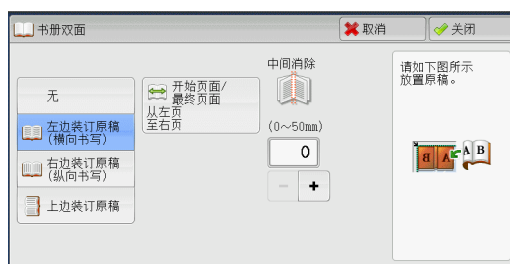 书册双面
取消
关闭
无
左边装订原稿
(横向书写)
右边装订原稿
(纵向书写)
上边装订原稿
开始页面/
最终页面
从左页
至右页
中间消除
(0～50mm)
0
− +
请如下图所示
放置原稿。
B A A B